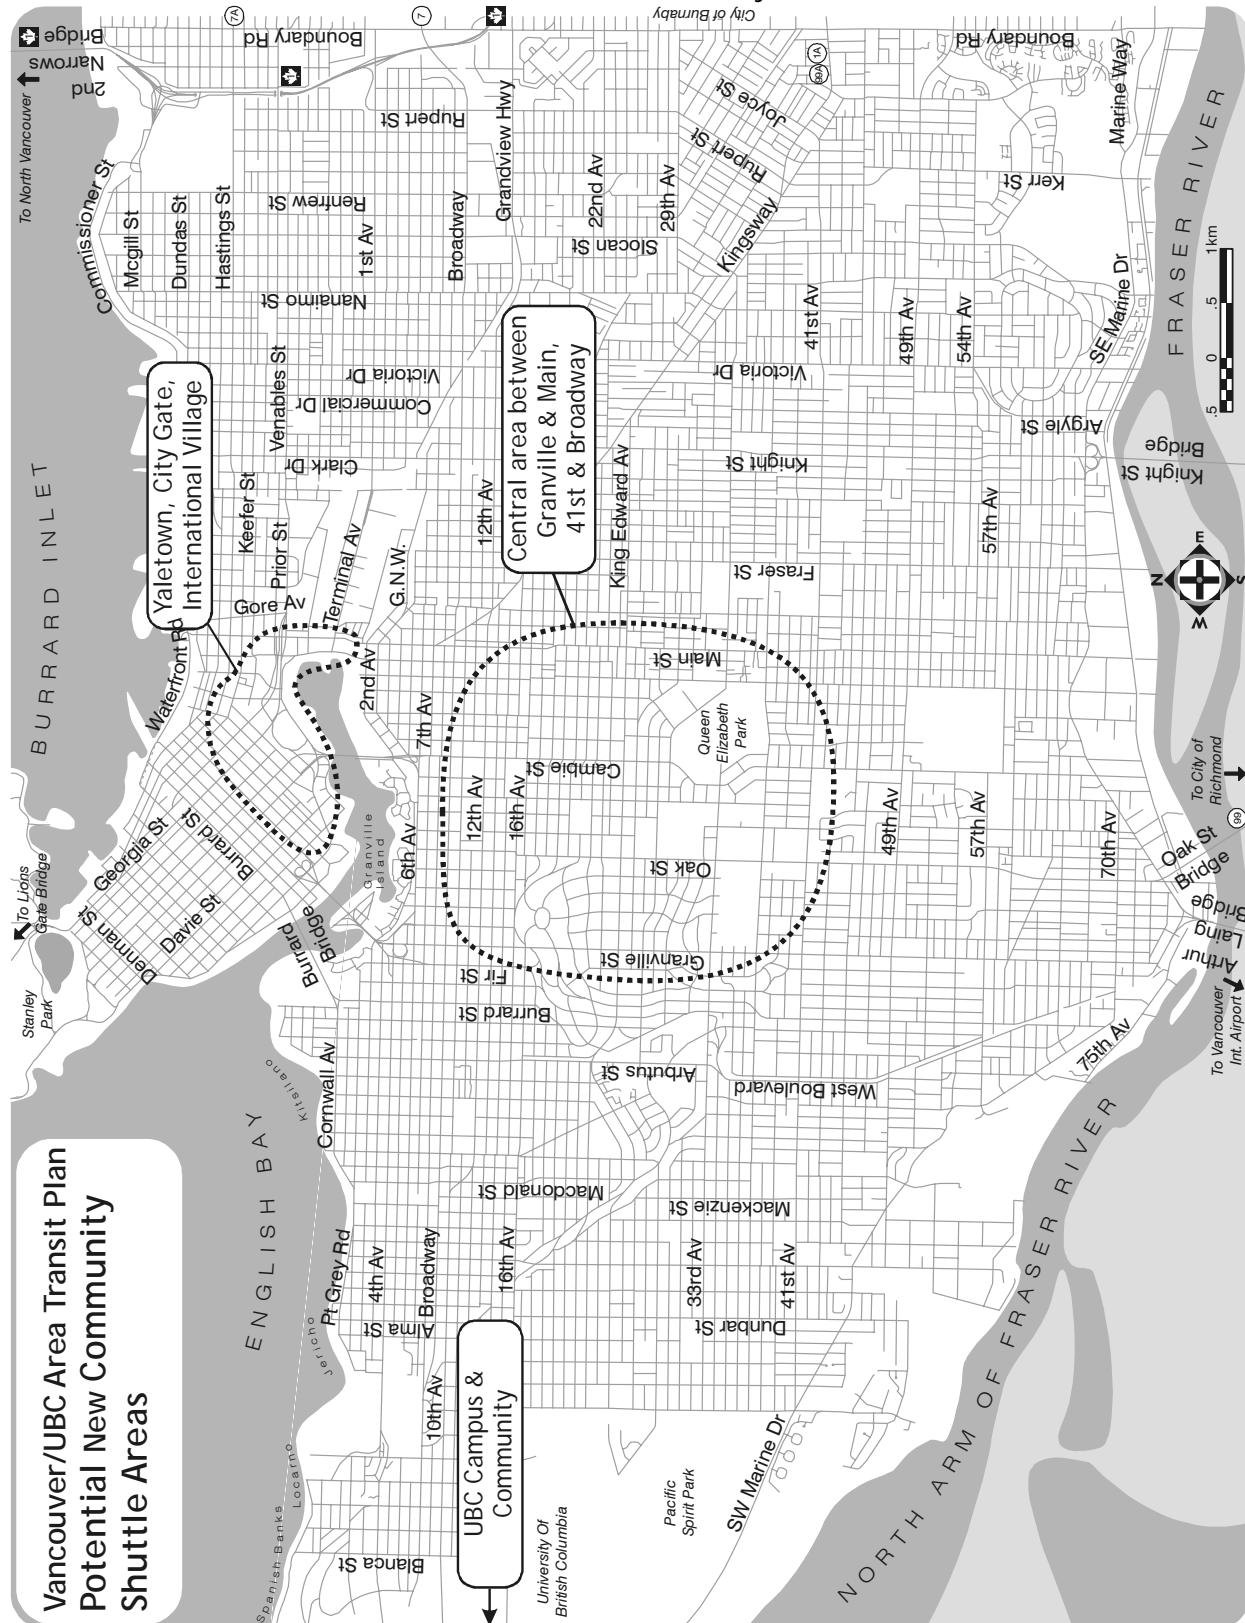 Vancouver/UBC Area Transit Plan
Potential New Community
Shuttle Areas
BURRARD INLET
ENGLISH BAY
FRASER RIVER
FRASER RIVER
NORTH ARM OF FRASER RIVER
Yaletown, City Gate,
International Village
Central area between
Granville & Main,
41st & Broadway
UBC Campus &
Community
To Lions
Gate Bridge
Stanley
Park
To North Vancouver
2nd
Narrows
Bridge
City of Burnaby
To City of
Richmond
To Vancouver
Int. Airport
University Of
British Columbia
Pacific
Spirit Park
Queen
Elizabeth
Park
Granville
Island
Spanish Banks
Locarno
Jericho
Kitsilano
Blanca St
Alma St
Dunbar St
Mackenzie St
Macdonald St
Arbutus St
West Boulevard
Burrard St
Fir St
Granville St
Oak St
Cambie St
Main St
Fraser St
Knight St
Clark Dr
Commercial Dr
Victoria Dr
Victoria Dr
Argyle St
Nanaimo St
Slocan St
Renfrew St
Rupert St
Rupert St
Joyce St
Kerr St
Boundary Rd
Boundary Rd
Denman St
Davie St
Georgia St
Burrard St
Burrard
Bridge
Waterfront Rd
Gore Av
Keefer St
Prior St
Venables St
Terminal Av
G.N.W.
Commissioner St
Mcgill St
Dundas St
Hastings St
1st Av
Broadway
Grandview Hwy
22nd Av
29th Av
Kingsway
41st Av
49th Av
54th Av
57th Av
SE Marine Dr
Marine Way
12th Av
King Edward Av
2nd Av
7th Av
6th Av
12th Av
16th Av
49th Av
57th Av
70th Av
75th Av
Cornwall Av
Pt Grey Rd
4th Av
Broadway
10th Av
16th Av
33rd Av
41st Av
SW Marine Dr
Oak St
Bridge
Arthur
Laing
Bridge
Knight St
Bridge
7A
7
1A
99A
99
N
E
S
W
.5 0 .5 1km